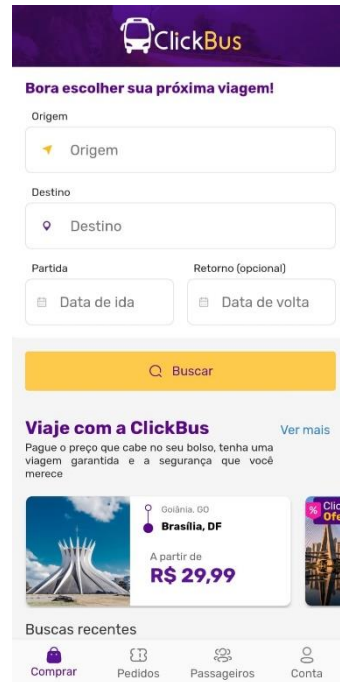 ClickBus
Bora escolher sua próxima viagem!
Origem
Origem
Destino
Destino
Partida
Retorno (opcional)
Data de ida
Data de volta
Buscar
Viaje com a ClickBus
Ver mais
Pague o preço que cabe no seu bolso, tenha uma
viagem garantida e a segurança que você
merece
Goiânia, GO
Brasília, DF
A partir de
R$ 29,99
%
Buscas recentes
Comprar
Pedidos
Passageiros
Conta